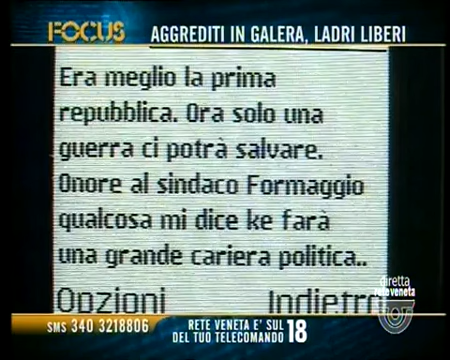 FOCUS
AGGREDITI IN GALERA, LADRI LIBERI
Era meglio la prima
repubblica. Ora solo una
guerra ci potrà salvare.
Onore al sindaco Formaggio
qualcosa mi dice ke farà
una grande cariera politica..
Opzioni Indietro
diretta
reteveneta
SMS 340 3218806
RETE VENETA E' SUL
DEL TUO TELECOMANDO 18